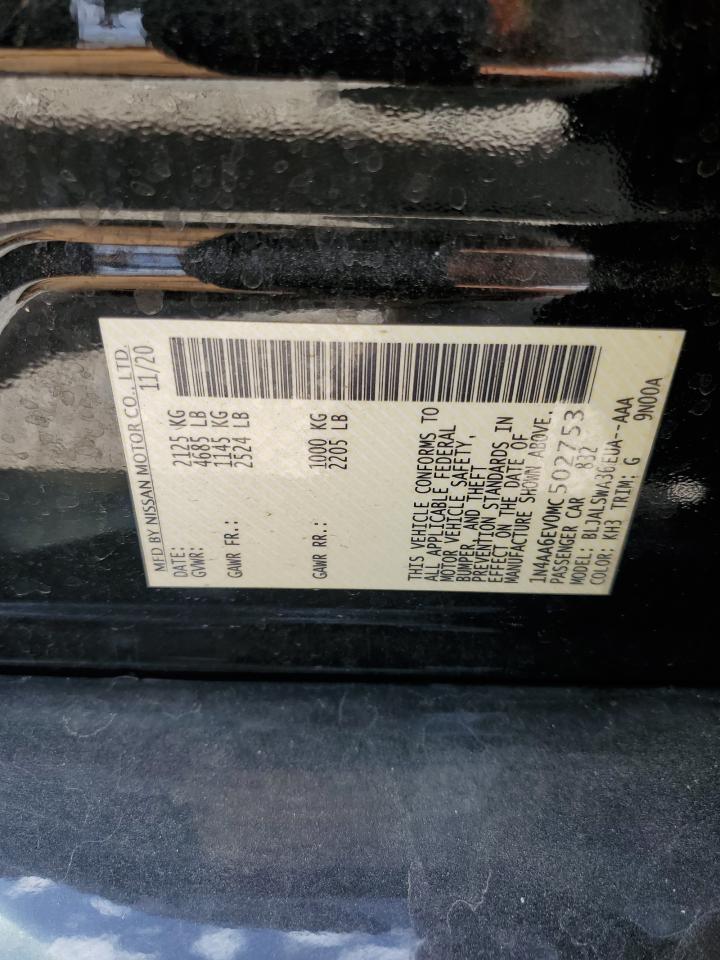 MFD BY NISSAN MOTOR CO., LTD.
DATE: 11/20
GVWR: 2125 KG
4685 LB
GAWR FR.: 1145 KG
2524 LB
GAWR RR.: 1000 KG
2205 LB
THIS VEHICLE CONFORMS TO
ALL APPLICABLE FEDERAL
MOTOR VEHICLE SAFETY,
BUMPER, AND THEFT
PREVENTION STANDARDS IN
EFFECT ON THE DATE OF
MANUFACTURE SHOWN ABOVE.
1N4AA6EV0MC502753
PASSENGER CAR 832
MODEL: BLJALSWA36EUA--AAA
COLOR: KH3 TRIM: G 9N00A